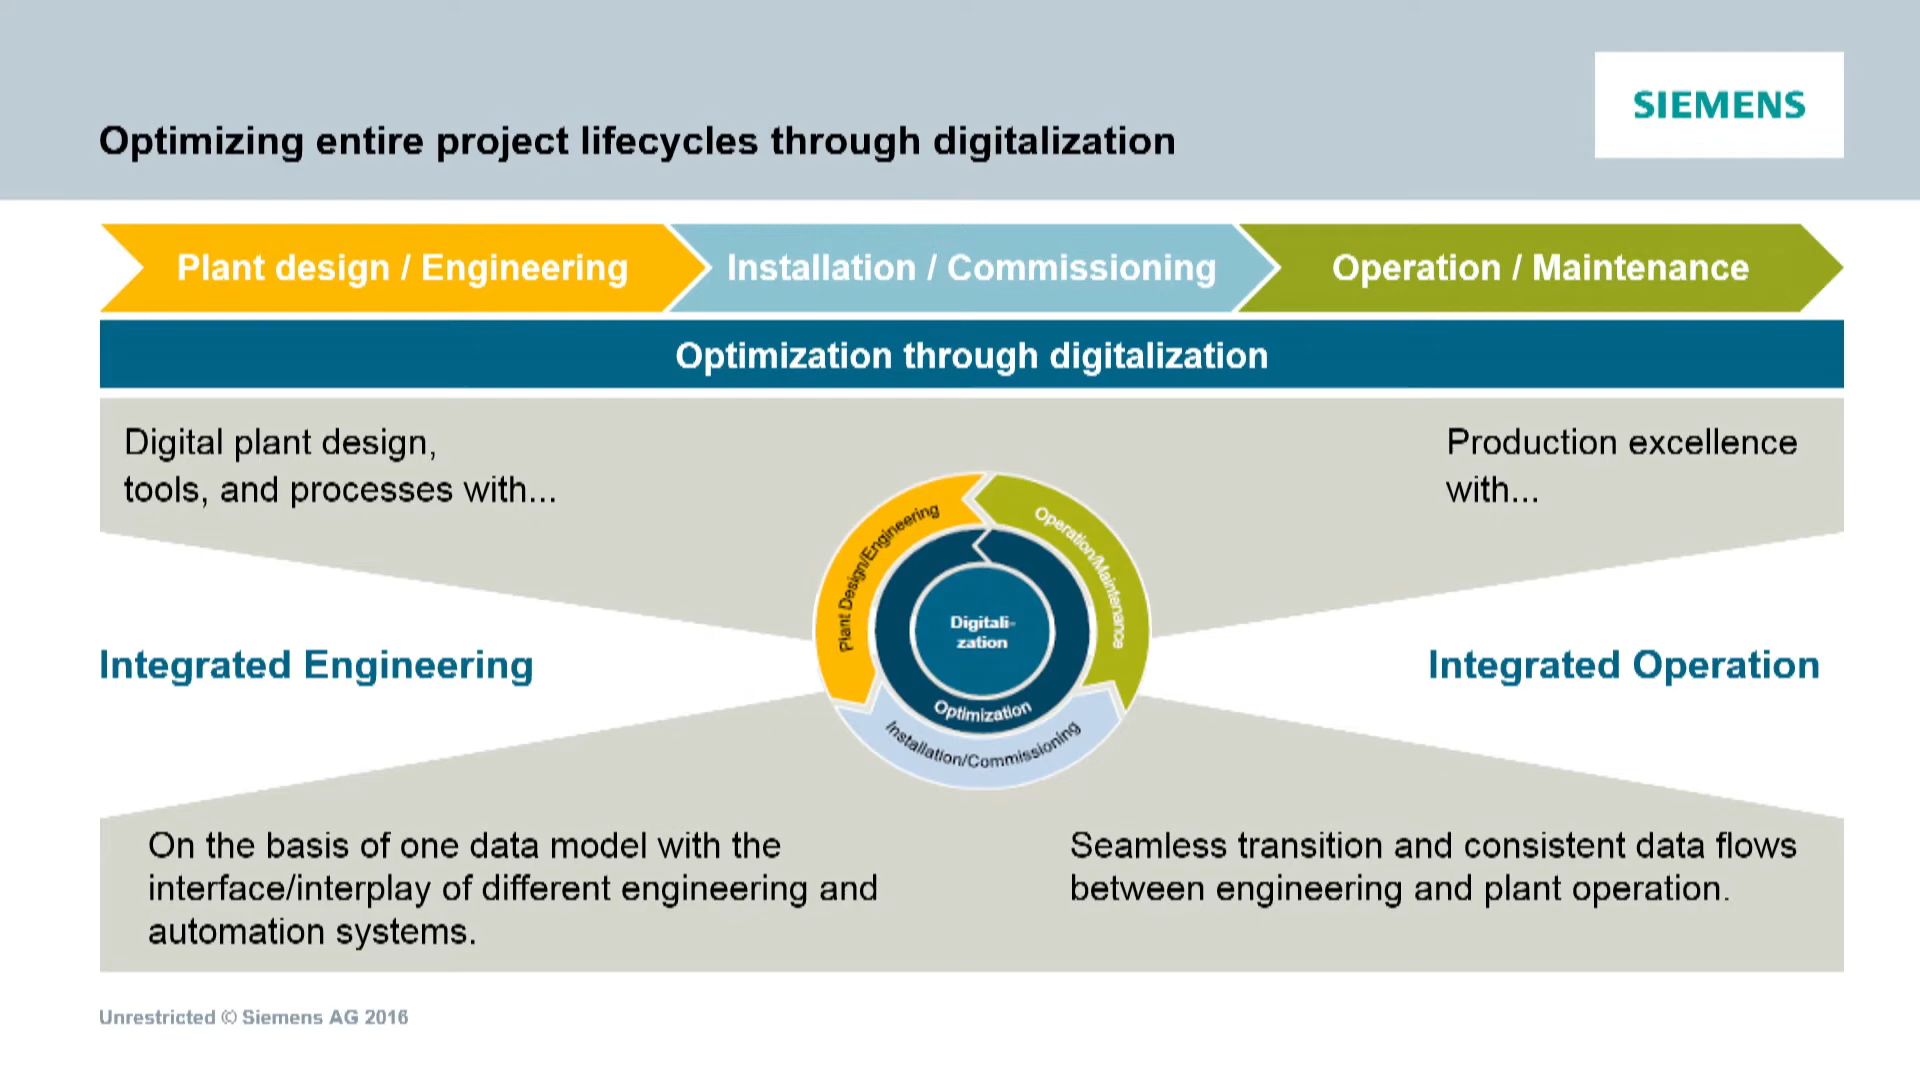 SIEMENS
Optimizing entire project lifecycles through digitalization
Plant design / Engineering
Installation / Commissioning
Operation / Maintenance
Optimization through digitalization
Digital plant design,
tools, and processes with...
Production excellence
with...
Plant Design/Engineering
Operation/Maintenance
Digitali-
zation
Optimization
Installation/Commissioning
Integrated Engineering
Integrated Operation
On the basis of one data model with the
interface/interplay of different engineering and
automation systems.
Seamless transition and consistent data flows
between engineering and plant operation.
Unrestricted © Siemens AG 2016